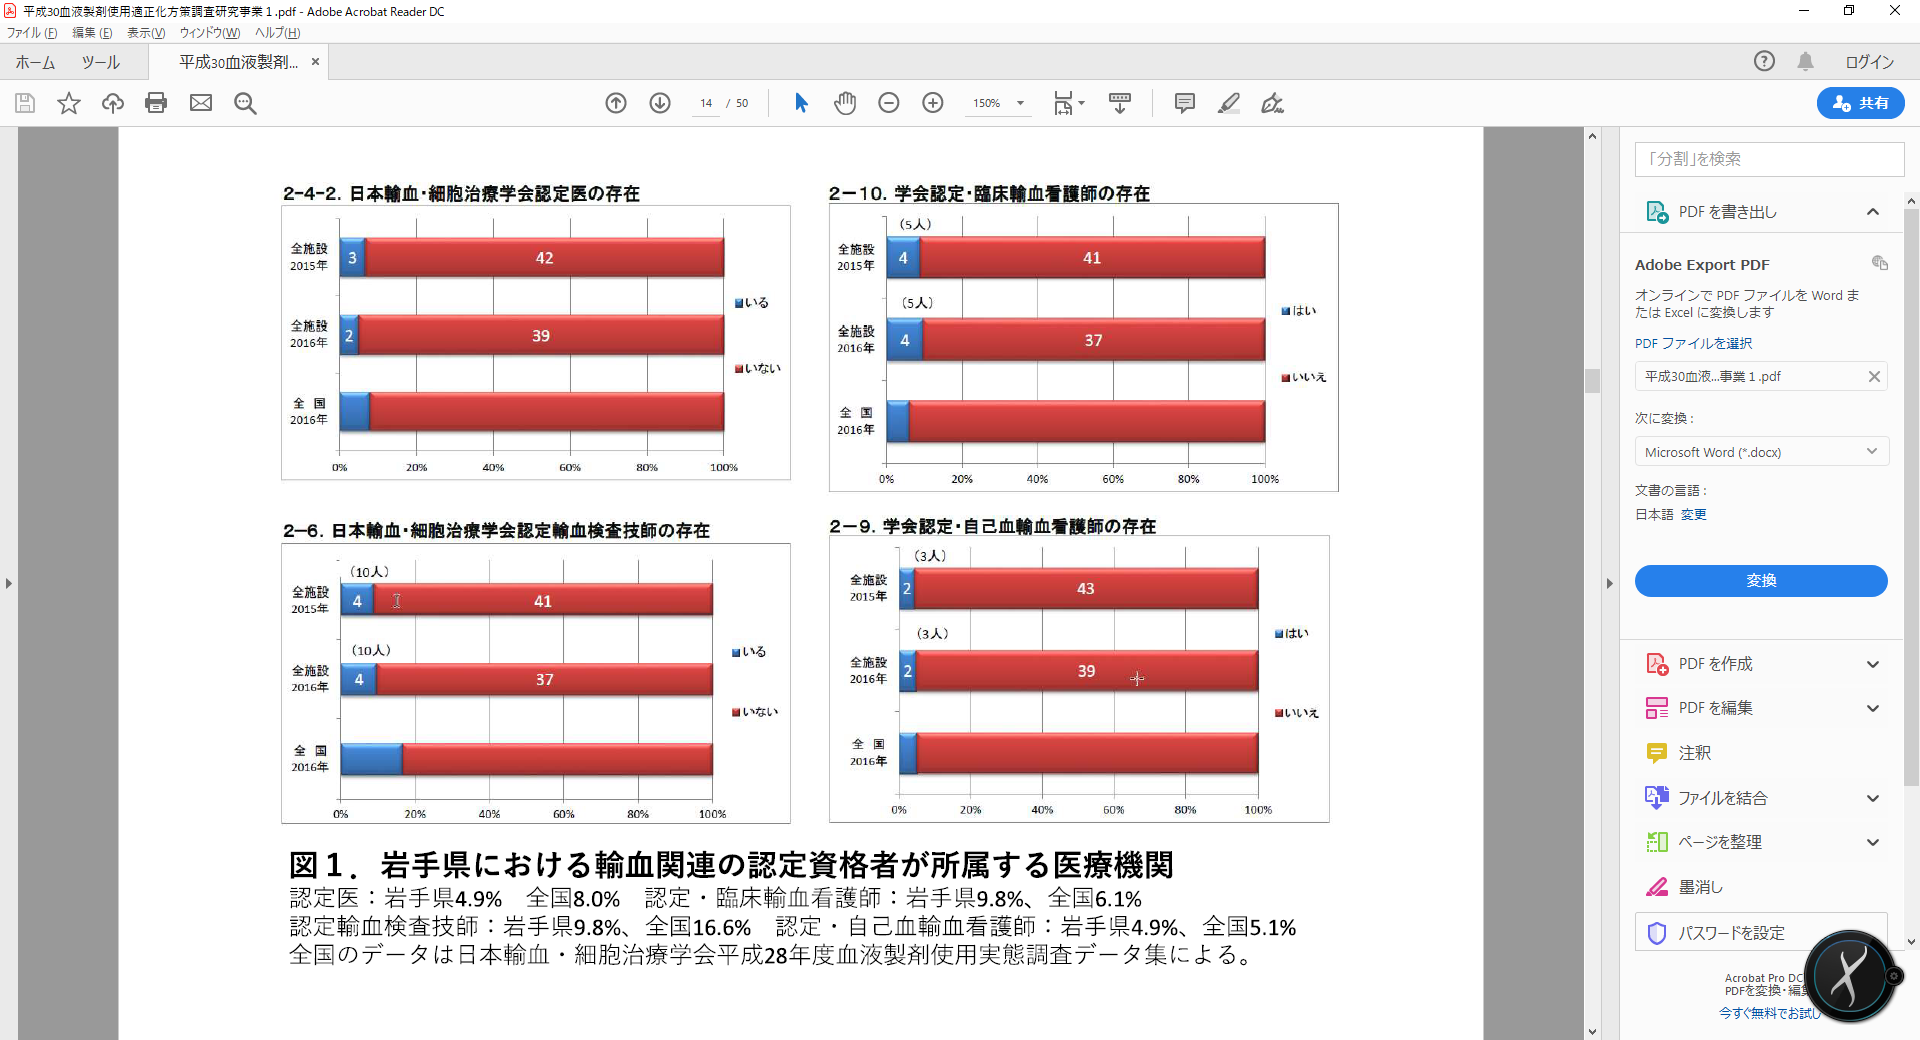 平成30血液製剤使用適正化方策調査研究事業１.pdf - Adobe Acrobat Reader DC
ファイル(F) 編集(E) 表示(V) ウィンドウ(W) ヘルプ(H)
ホーム ツール 平成30血液製剤... × ログイン
14 / 50 150% 共有
2-4-2. 日本輸血・細胞治療学会認定医の存在
全施設 2015年 3 42
全施設 2016年 2 39
全 国 2016年
0% 20% 40% 60% 80% 100%
いる
いない
2－10. 学会認定・臨床輸血看護師の存在
（5人）
全施設 2015年 4 41
（5人）
全施設 2016年 4 37
全 国 2016年
0% 20% 40% 60% 80% 100%
はい
いいえ
2－6. 日本輸血・細胞治療学会認定輸血検査技師の存在
（10人）
全施設 2015年 4 41
（10人）
全施設 2016年 4 37
全 国 2016年
0% 20% 40% 60% 80% 100%
いる
いない
2－9. 学会認定・自己血輸血看護師の存在
（3人）
全施設 2015年 2 43
（3人）
全施設 2016年 2 39
全 国 2016年
0% 20% 40% 60% 80% 100%
はい
いいえ
図１．岩手県における輸血関連の認定資格者が所属する医療機関
認定医：岩手県4.9%　全国8.0%　認定・臨床輸血看護師：岩手県9.8%、全国6.1%
認定輸血検査技師：岩手県9.8%、全国16.6%　認定・自己血輸血看護師：岩手県4.9%、全国5.1%
全国のデータは日本輸血・細胞治療学会平成28年度血液製剤使用実態調査データ集による。
「分割」を検索
PDF を書き出し
Adobe Export PDF
オンラインで PDF ファイルを Word ま
たは Excel に変換します
PDF ファイルを選択
平成30血液...事業１.pdf
次に変換 :
Microsoft Word (*.docx)
文書の言語 :
日本語 変更
変換
PDF を作成
PDF を編集
注釈
ファイルを結合
ページを整理
墨消し
パスワードを設定
Acrobat Pro DC
PDFを変換・編集
今すぐ無料でお試し